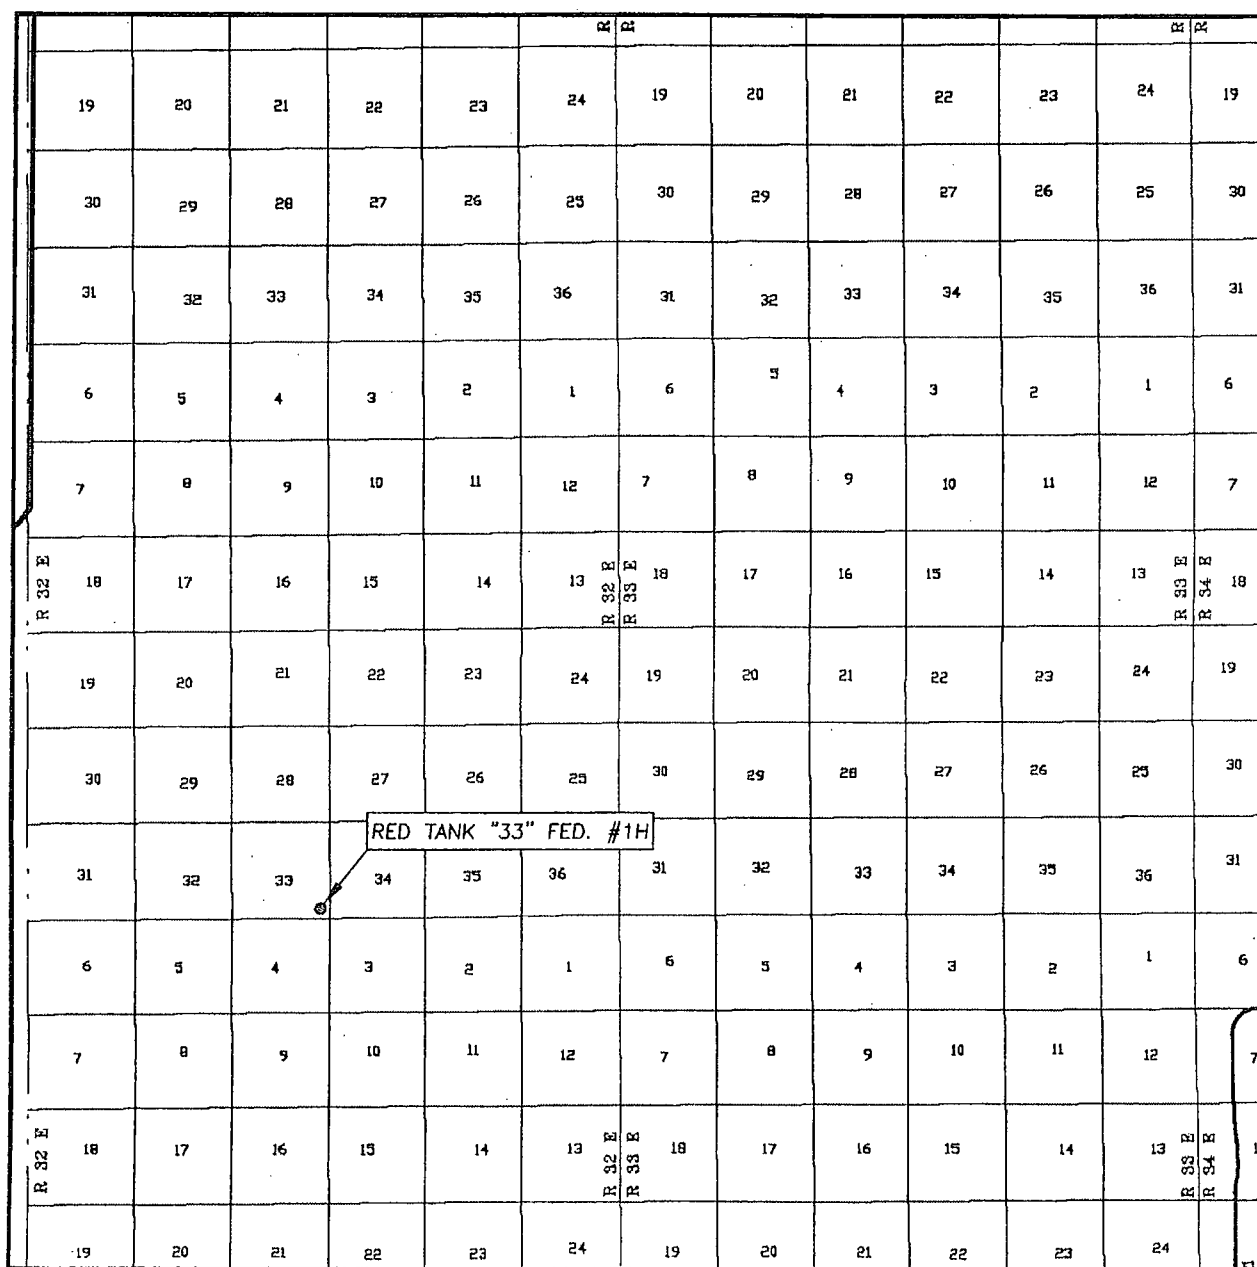 R R R R
19 20 21 22 23 24 19 20 21 22 23 24 19
30 29 28 27 26 25 30 29 28 27 26 25 30
31 32 33 34 35 36 31 32 33 34 35 36 31
6 5 4 3 2 1 6 5 4 3 2 1 6
7 8 9 10 11 12 7 8 9 10 11 12 7
R 32 E 18 17 16 15 14 13 R 32 E R 33 E 18 17 16 15 14 13 R 33 E R 34 E 18
19 20 21 22 23 24 19 20 21 22 23 24 19
30 29 28 27 26 25 30 29 28 27 26 25 30
RED TANK "33" FED. #1H
31 32 33 34 35 36 31 32 33 34 35 36 31
6 5 4 3 2 1 6 5 4 3 2 1 6
7 8 9 10 11 12 7 8 9 10 11 12 7
R 32 E 18 17 16 15 14 13 R 32 E R 33 E 18 17 16 15 14 13 R 33 E R 34 E
19 20 21 22 23 24 19 20 21 22 23 24